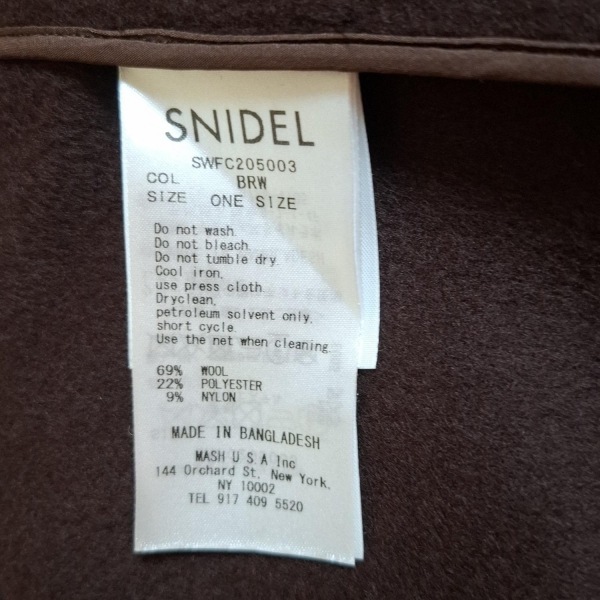 SNIDEL
SWFC205003
COL BRW
SIZE ONE SIZE
Do not wash.
Do not bleach.
Do not tumble dry.
Cool iron,
use press cloth.
Dryclean,
petroleum solvent only,
short cycle.
Use the net when cleaning.
69% WOOL
22% POLYESTER
9% NYLON
MADE IN BANGLADESH
MASH U S A Inc
144 Orchard St, New York,
NY 10002
TEL 917 409 5520